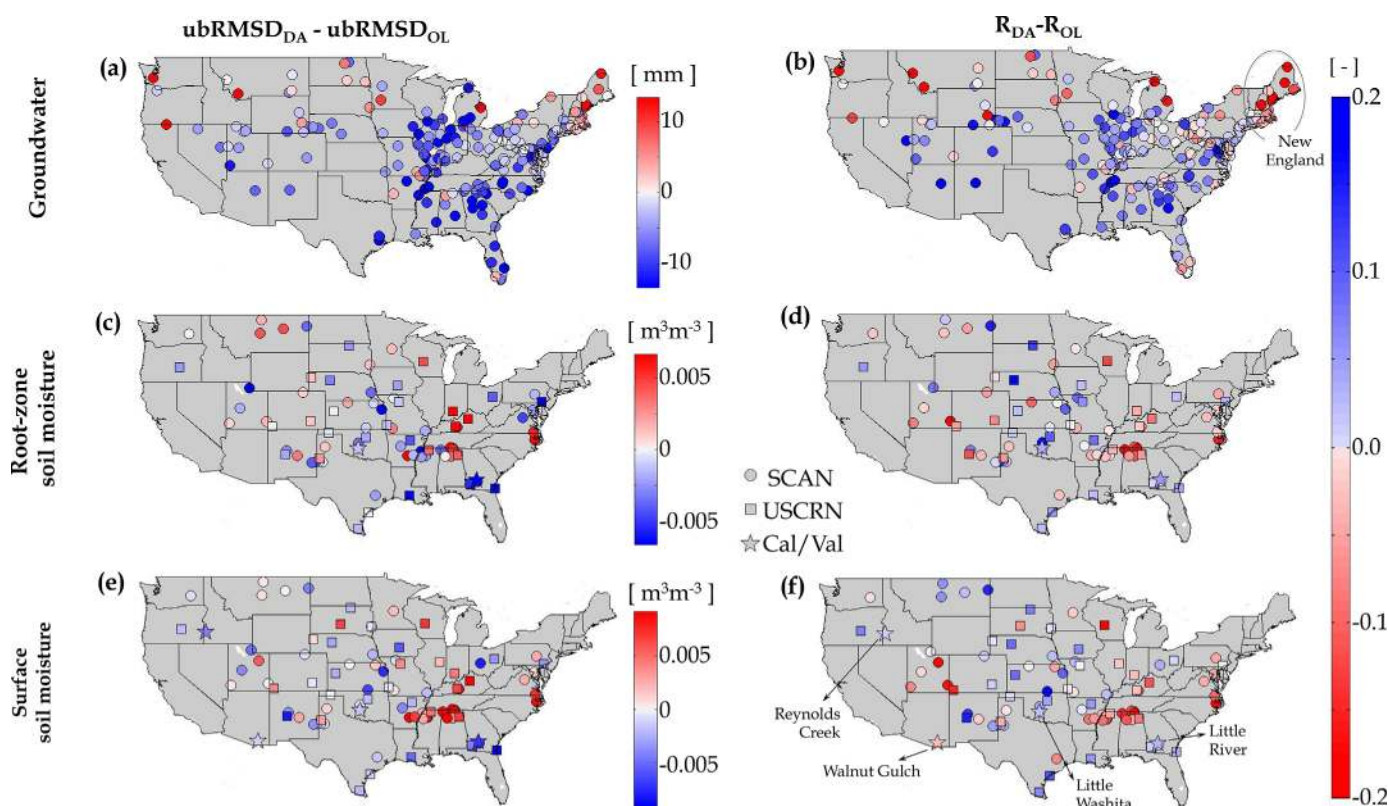 ubRMSD_DA - ubRMSD_OL
R_DA-R_OL
Groundwater
(a)
[ mm ]
10
0
-10
(b)
New
England
[ - ]
0.2
0.1
0.0
-0.1
-0.2
Root-zone
soil moisture
(c)
[ m³m⁻³ ]
0.005
0
-0.005
(d)
SCAN
USCRN
Cal/Val
Surface
soil moisture
(e)
[ m³m⁻³ ]
0.005
0
-0.005
(f)
Reynolds
Creek
Walnut Gulch
Little
River
Little
Washita